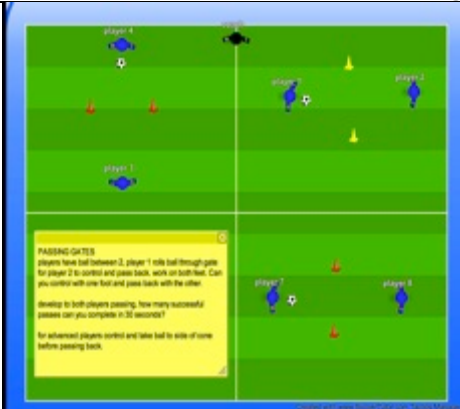 player 4
player 2
player 1
PASSING GATES
players have ball between 2, player 1 rolls ball through gate
for player 2 to control and pass back, work on both feet. Can
you control with one foot and pass back with the other.
develop to both players passing, how many successful
passes can you complete in 30 seconds?
for advanced players control and take ball to side of cone
before passing back.
player 7
player 8